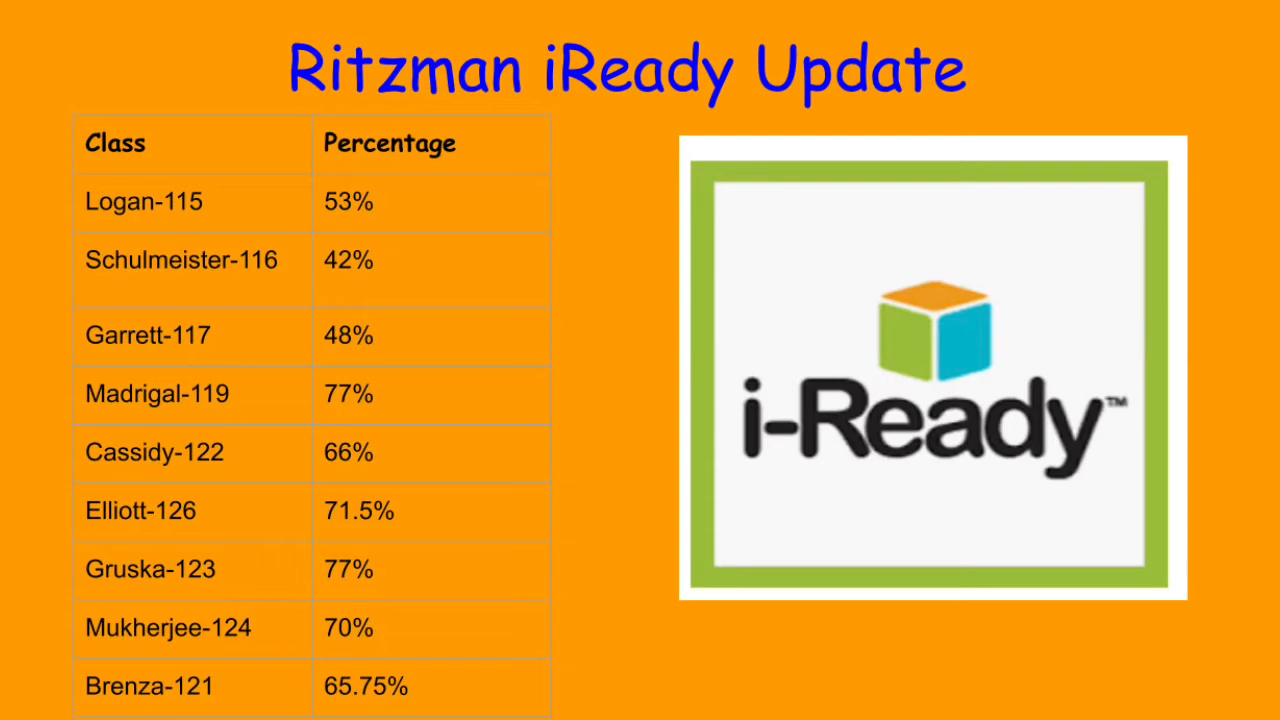 Ritzman iReady Update
Class Percentage
Logan-115 53%
Schulmeister-116 42%
Garrett-117 48%
Madrigal-119 77%
Cassidy-122 66%
Elliott-126 71.5%
Gruska-123 77%
Mukherjee-124 70%
Brenza-121 65.75%
i-Ready™